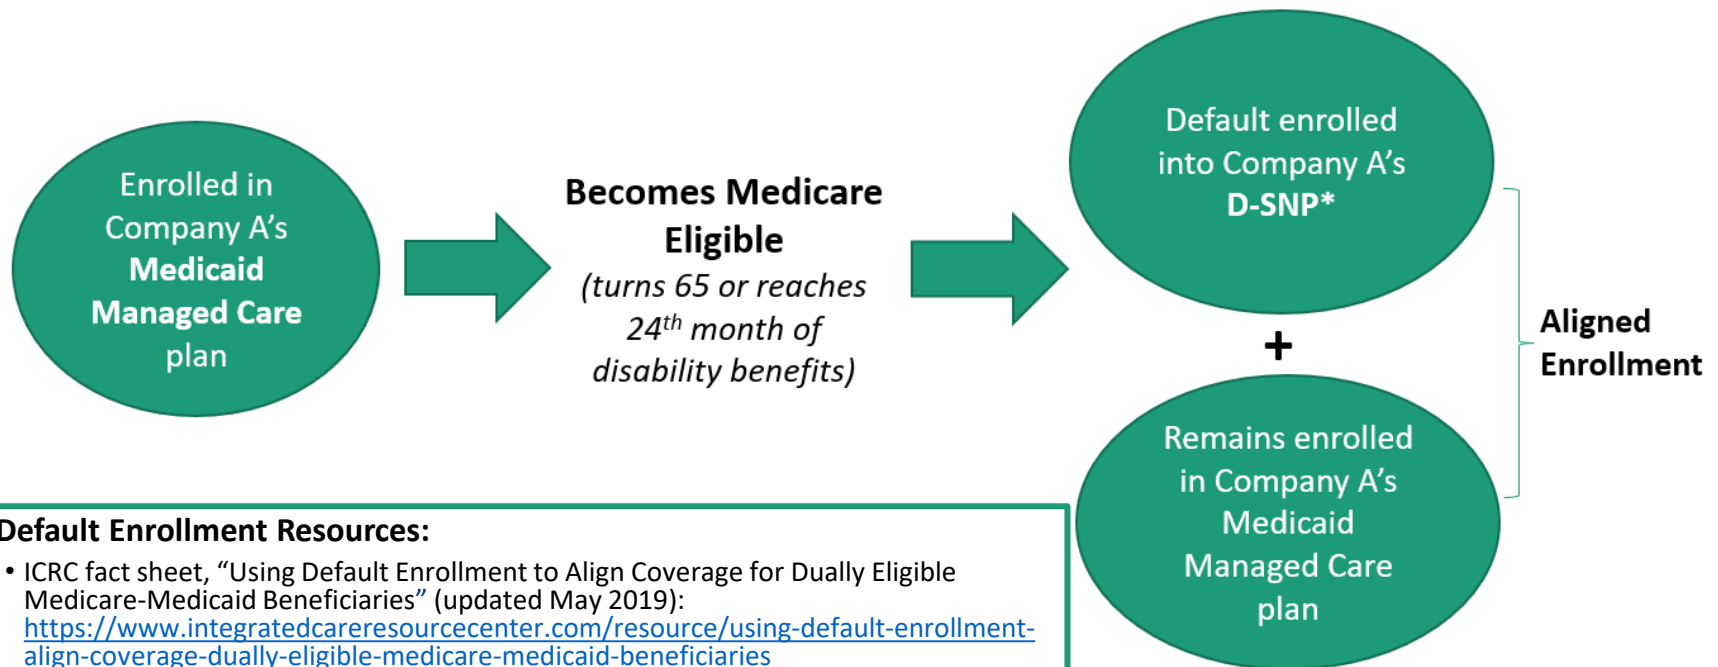 Enrolled in
Company A’s
Medicaid
Managed Care
plan
Becomes Medicare
Eligible
(turns 65 or reaches
24th month of
disability benefits)
Default enrolled
into Company A’s
D-SNP*
+
Remains enrolled
in Company A’s
Medicaid
Managed Care
plan
Aligned
Enrollment
Default Enrollment Resources:
• ICRC fact sheet, “Using Default Enrollment to Align Coverage for Dually Eligible
Medicare-Medicaid Beneficiaries” (updated May 2019):
https://www.integratedcareresourcecenter.com/resource/using-default-enrollment-
align-coverage-dually-eligible-medicare-medicaid-beneficiaries